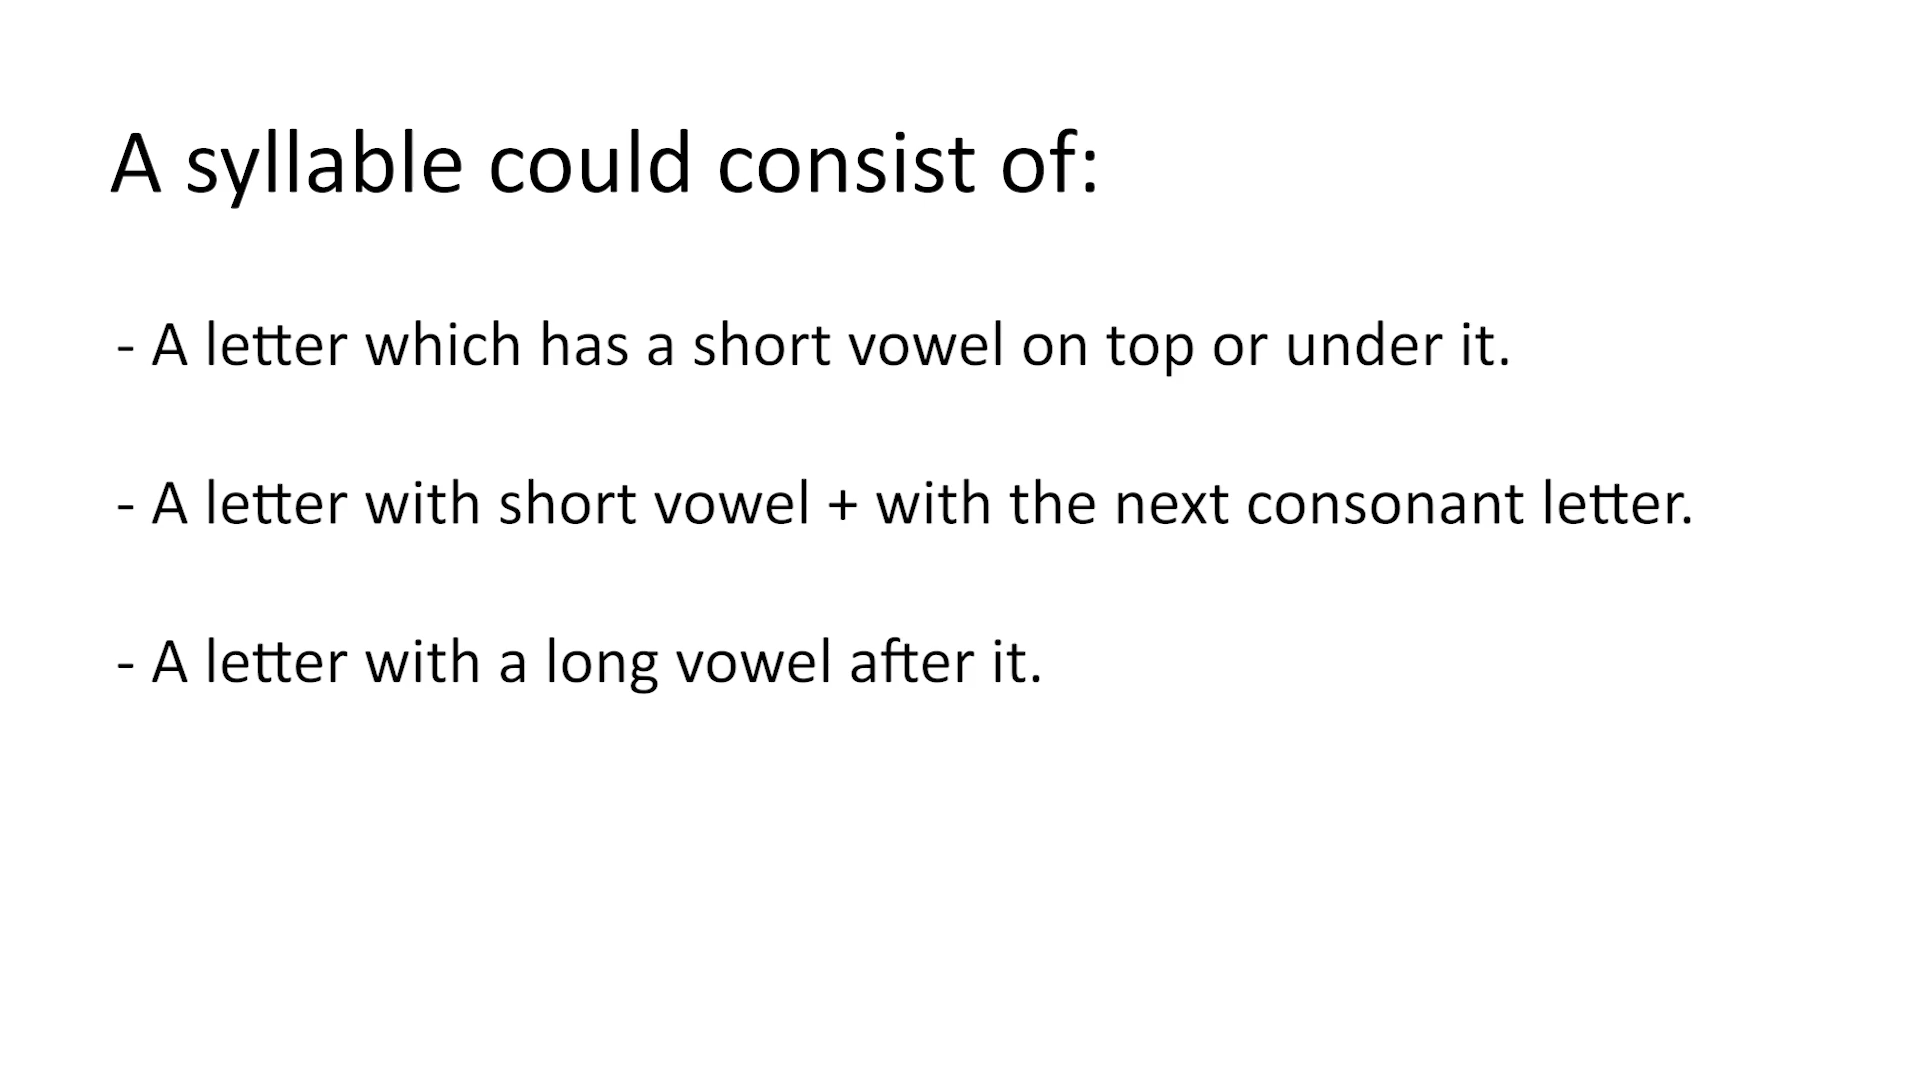 A syllable could consist of:
- A letter which has a short vowel on top or under it.
- A letter with short vowel + with the next consonant letter.
- A letter with a long vowel after it.